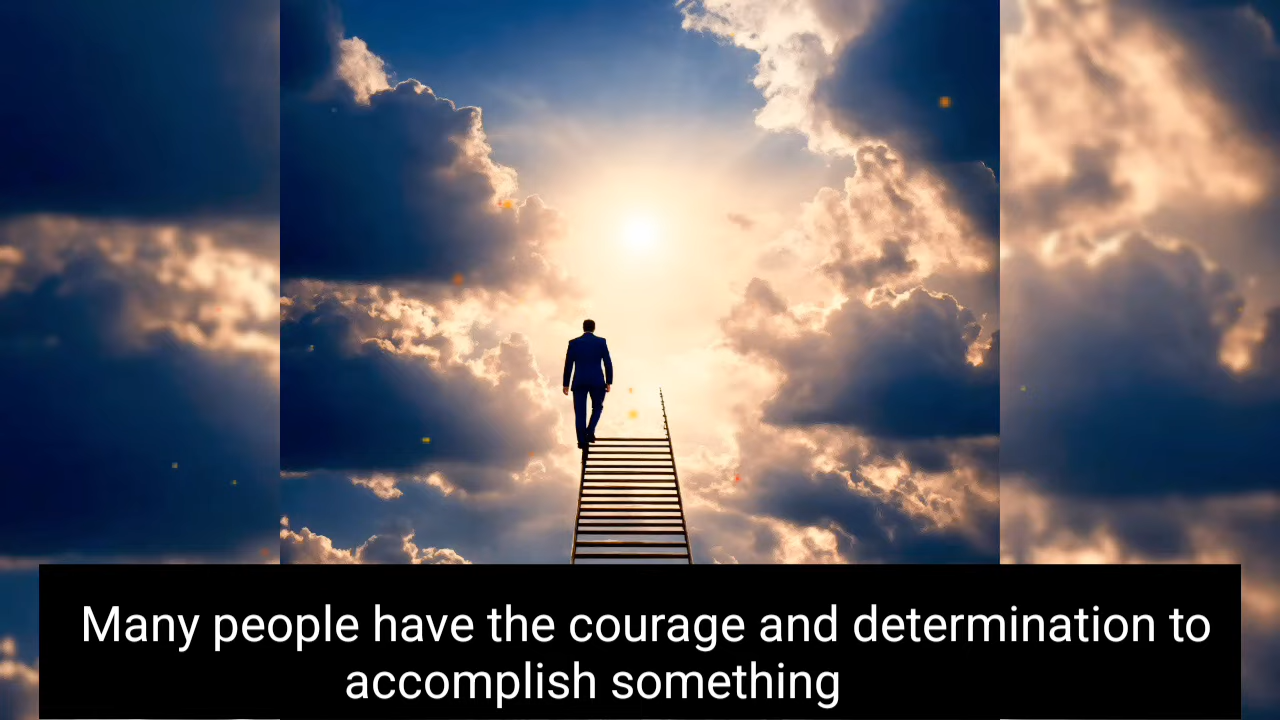 Many people have the courage and determination to
accomplish something